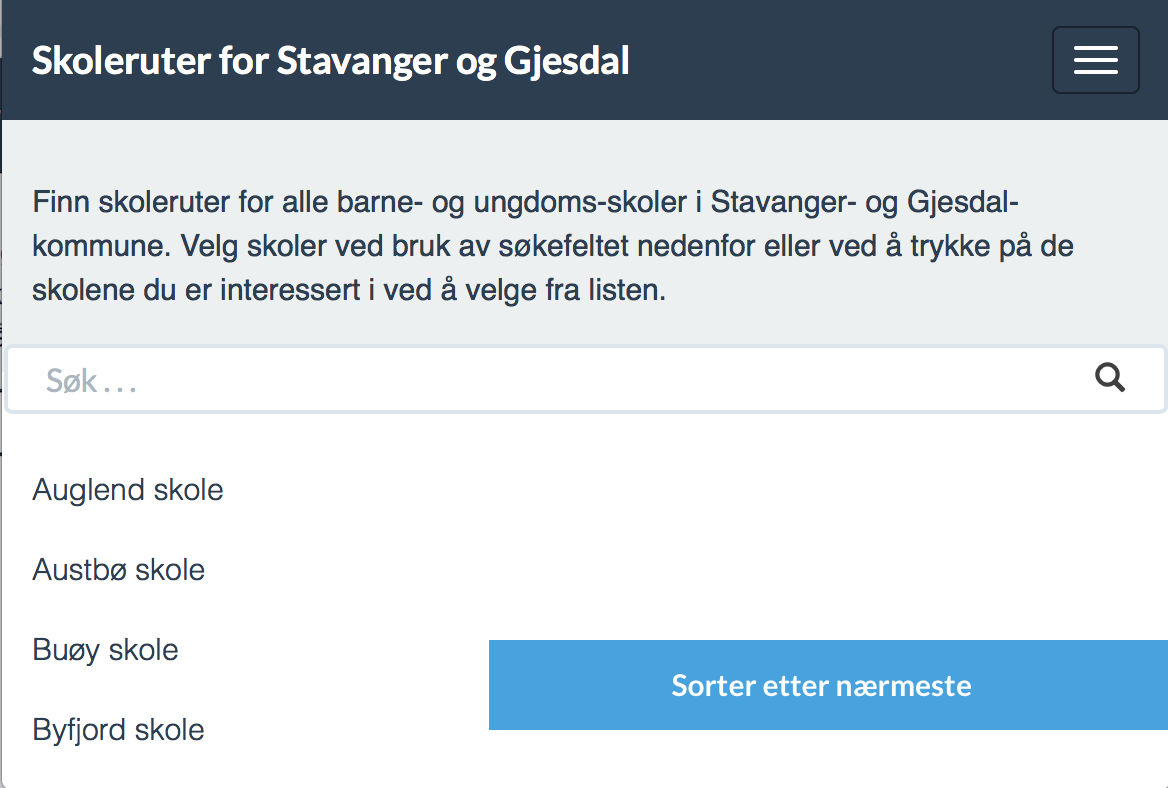 Skoleruter for Stavanger og Gjesdal
Finn skoleruter for alle barne- og ungdoms-skoler i Stavanger- og Gjesdal-
kommune. Velg skoler ved bruk av søkefeltet nedenfor eller ved å trykke på de
skolene du er interessert i ved å velge fra listen.
Søk . . .
Auglend skole
Austbø skole
Buøy skole
Sorter etter nærmeste
Byfjord skole